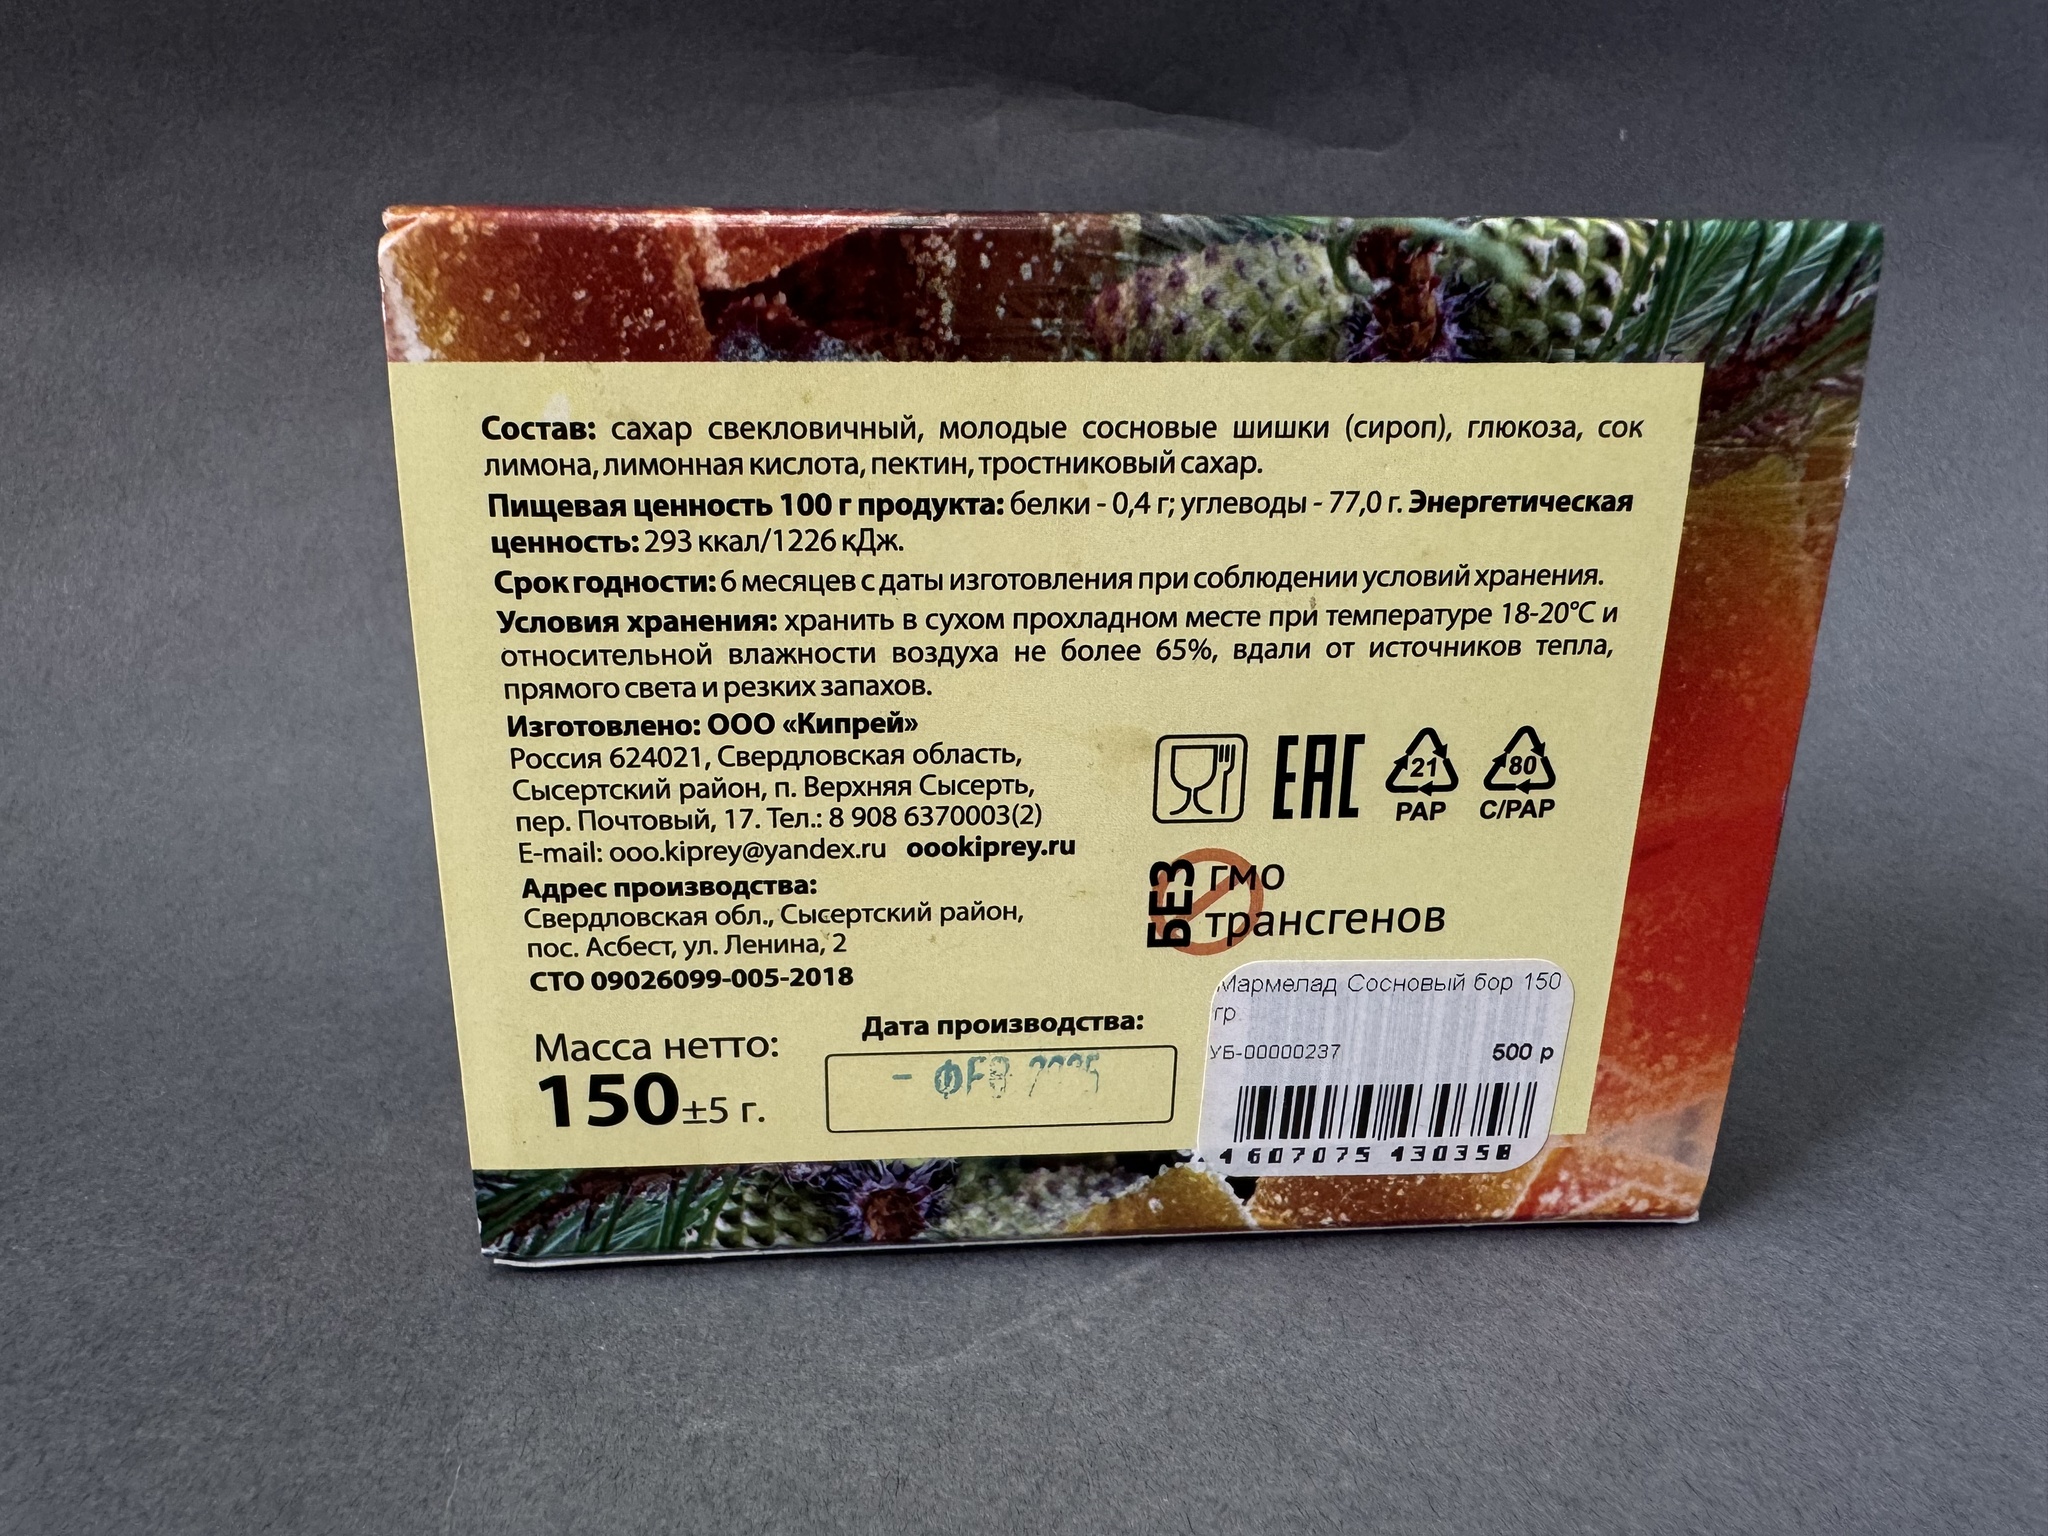 Состав: сахар свекловичный, молодые сосновые шишки (сироп), глюкоза, сок
лимона, лимонная кислота, пектин, тростниковый сахар.
Пищевая ценность 100 г продукта: белки - 0,4 г; углеводы - 77,0 г. Энергетическая
ценность: 293 ккал/1226 кДж.
Срок годности: 6 месяцев с даты изготовления при соблюдении условий хранения.
Условия хранения: хранить в сухом прохладном месте при температуре 18-20°С и
относительной влажности воздуха не более 65%, вдали от источников тепла,
прямого света и резких запахов.
Изготовлено: ООО «Кипрей»
Россия 624021, Свердловская область,
Сысертский район, п. Верхняя Сысерть,
пер. Почтовый, 17. Тел.: 8 908 6370003(2)
E-mail: ooo.kiprey@yandex.ru oookiprey.ru
Адрес производства:
Свердловская обл., Сысертский район,
пос. Асбест, ул. Ленина, 2
СТО 09026099-005-2018
Масса нетто:
150±5 г.
Дата производства:
- ФЕВ 2025
EAC
21
PAP
80
C/PAP
БЕЗ
гмо
трансгенов
Мармелад Сосновый бор 150
гр
УБ-00000237
500 р
4 607075 430358